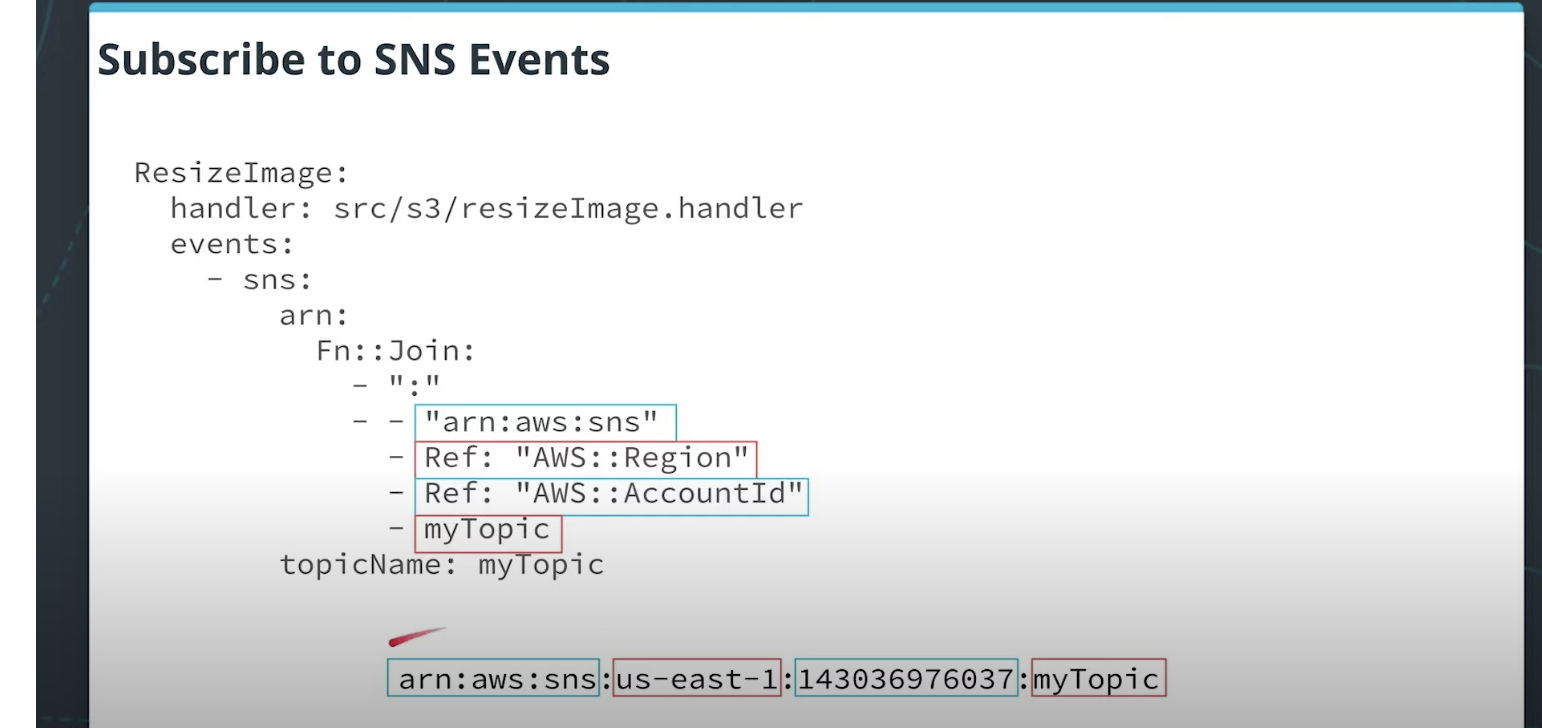 Subscribe to SNS Events
ResizeImage:
handler: src/s3/resizeImage.handler
events:
- sns:
arn:
Fn::Join:
- ":"
- - "arn:aws:sns"
- Ref: "AWS::Region"
- Ref: "AWS::AccountId"
- myTopic
topicName: myTopic
arn:aws:sns:us-east-1:143036976037:myTopic